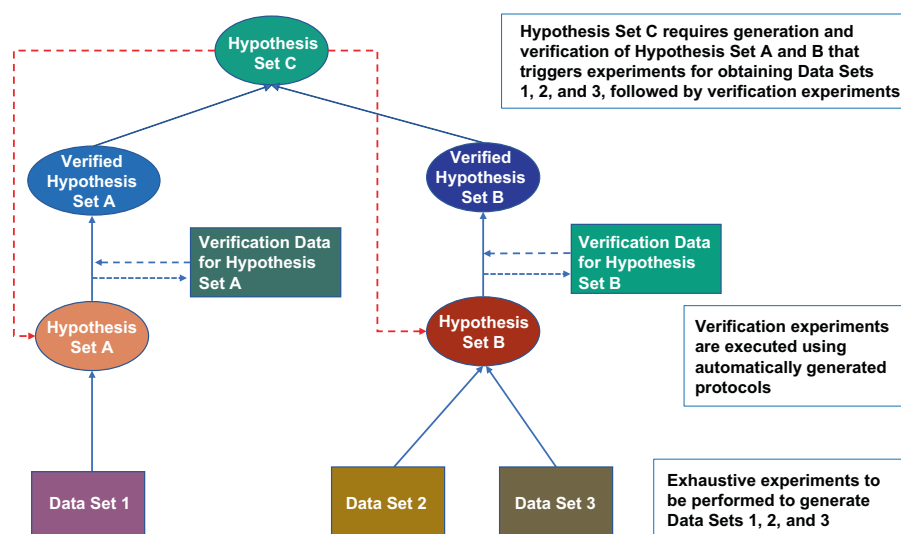 Hypothesis
Set C
Hypothesis Set C requires generation and
verification of Hypothesis Set A and B that
triggers experiments for obtaining Data Sets
1, 2, and 3, followed by verification experiments
Verified
Hypothesis
Set A
Verified
Hypothesis
Set B
Verification Data
for Hypothesis
Set A
Verification Data
for Hypothesis
Set B
Hypothesis
Set A
Hypothesis
Set B
Verification experiments
are executed using
automatically generated
protocols
Data Set 1
Data Set 2
Data Set 3
Exhaustive experiments to
be performed to generate
Data Sets 1, 2, and 3